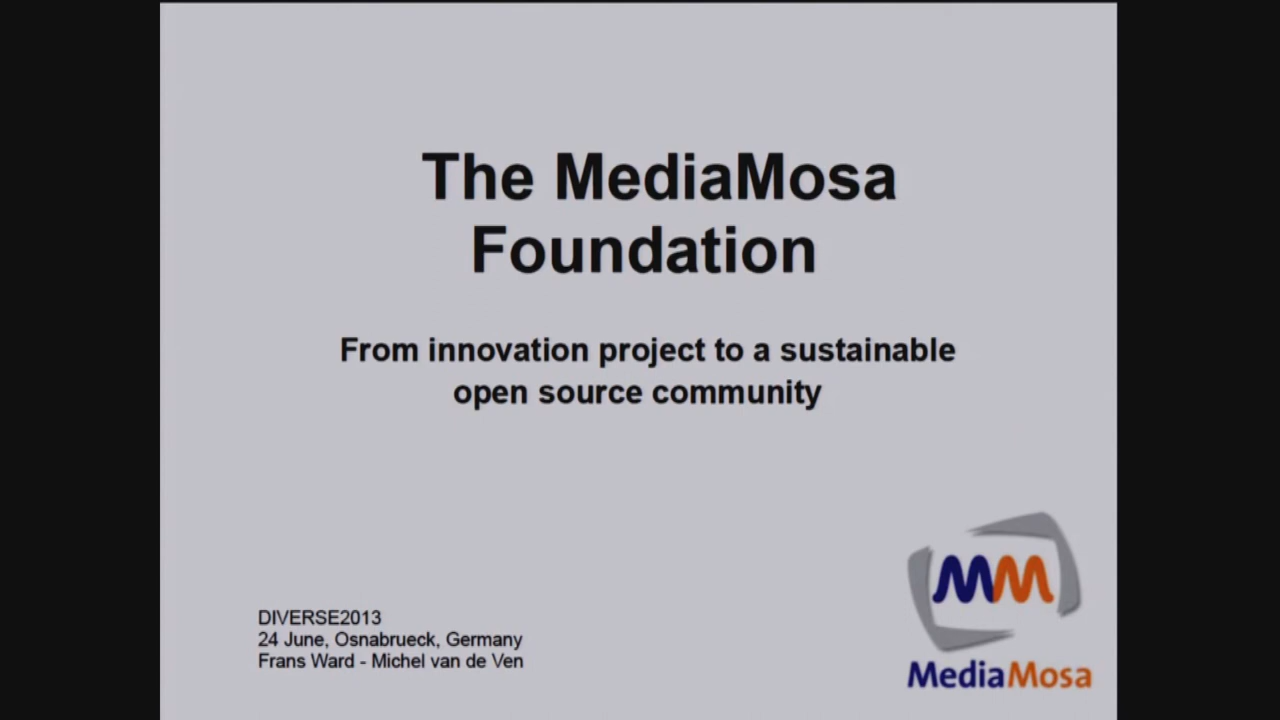 The MediaMosa
Foundation
From innovation project to a sustainable
open source community
DIVERSE2013
24 June, Osnabrueck, Germany
Frans Ward - Michel van de Ven
MM
MediaMosa